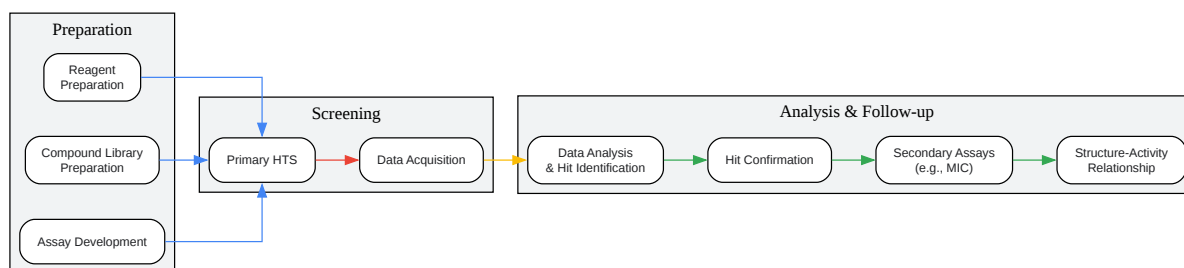 Preparation
Reagent
Preparation
Compound Library
Preparation
Assay Development
Screening
Primary HTS
Data Acquisition
Analysis & Follow-up
Data Analysis
& Hit Identification
Hit Confirmation
Secondary Assays
(e.g., MIC)
Structure-Activity
Relationship